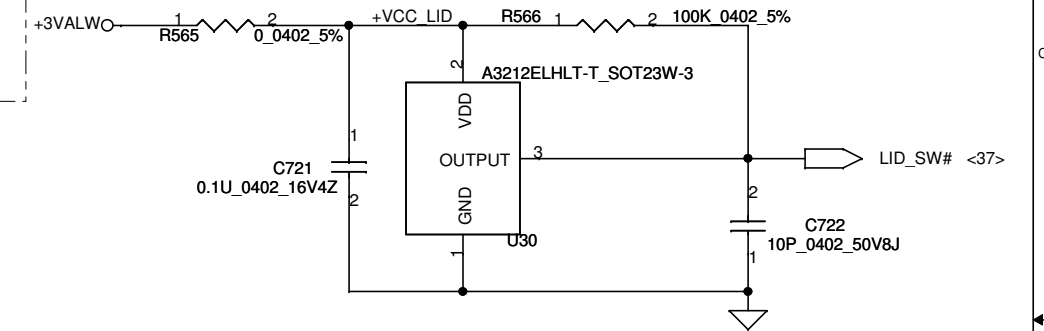 +3VALW 1 2 +VCC_LID R566 1 2 100K_0402_5%
R565 0_0402_5%
2 A3212ELHLT-T_SOT23W-3
VDD
1 OUTPUT 3 LID_SW# <37>
C721
0.1U_0402_16V4Z
2 GND 2
C722
U30 10P_0402_50V8J
1 1